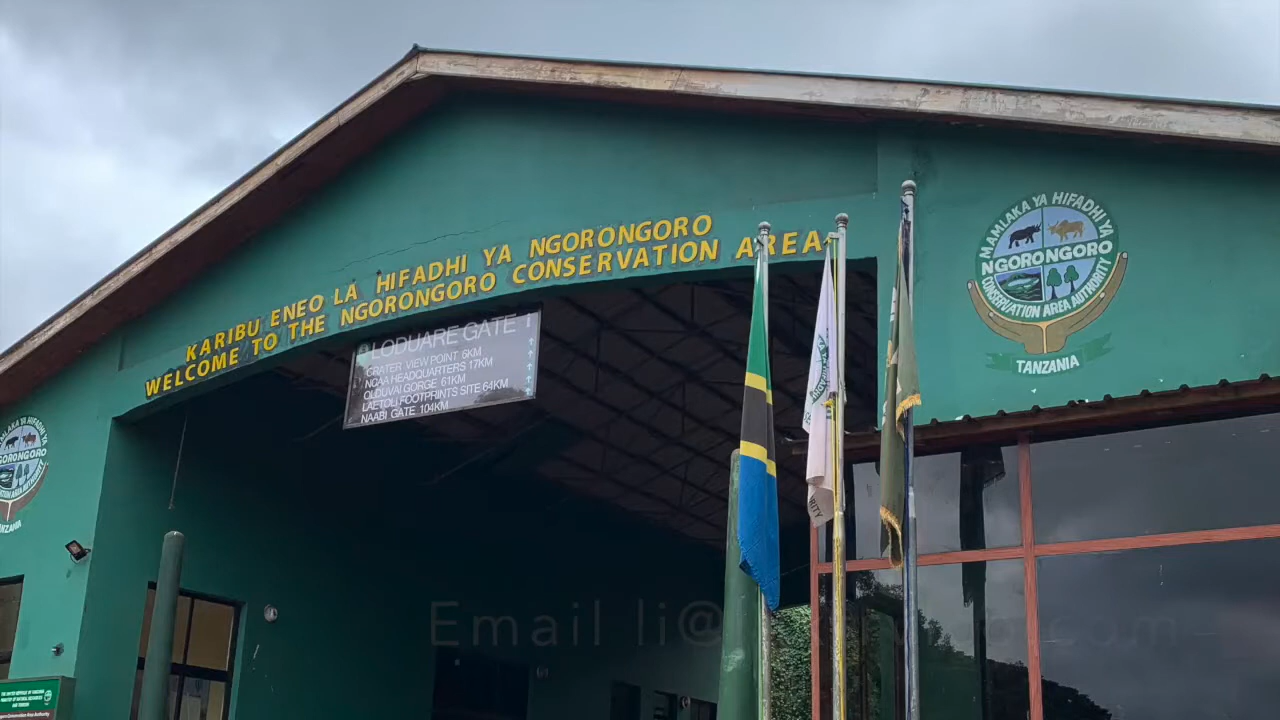 KARIBU ENEO LA HIFADHI YA NGORONGORO
WELCOME TO THE NGORONGORO CONSERVATION AREA
LODUARE GATE
CRATER VIEW POINT 6KM
NCAA HEADQUARTERS 17KM
OLDUVAI GORGE 61KM
LAETOLI FOOTPRINTS SITE 64KM
NAABI GATE 104KM
MAMLAKA YA HIFADHI YA
NGORONGORO
CONSERVATION AREA AUTHORITY
TANZANIA
Email